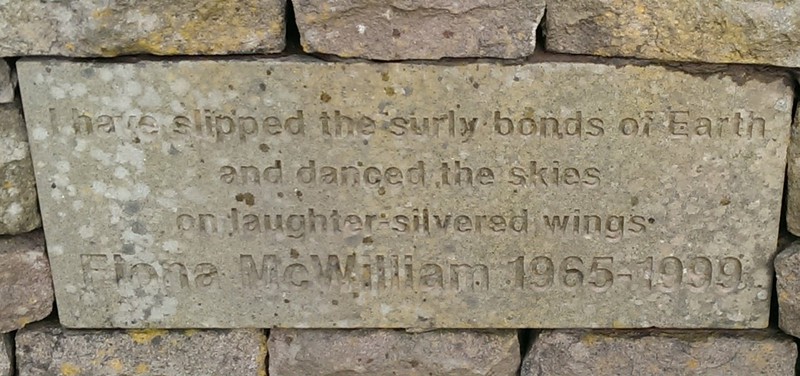 I have slipped the surly bonds of Earth
and danced the skies
on laughter-silvered wings
Fiona McWilliam 1965-1999